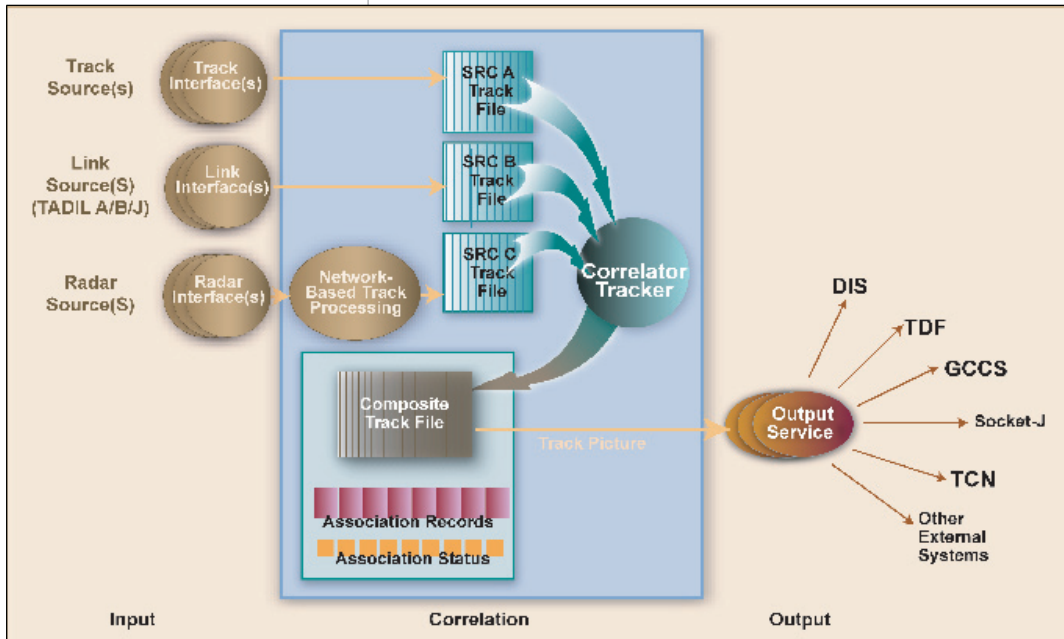 Track
Source(s)
Track
Interface(s)
SRC A
Track
File
Link
Source(S)
(TADIL A/B/J)
Link
Interface(s)
SRC B
Track
File
Radar
Source(S)
Radar
Interface(s)
Network-
Based Track
Processing
SRC C
Track
File
Correlator
Tracker
Composite
Track File
Track Picture
Association Records
Association Status
Output
Service
DIS
TDF
GCCS
Socket-J
TCN
Other
External
Systems
Input
Correlation
Output